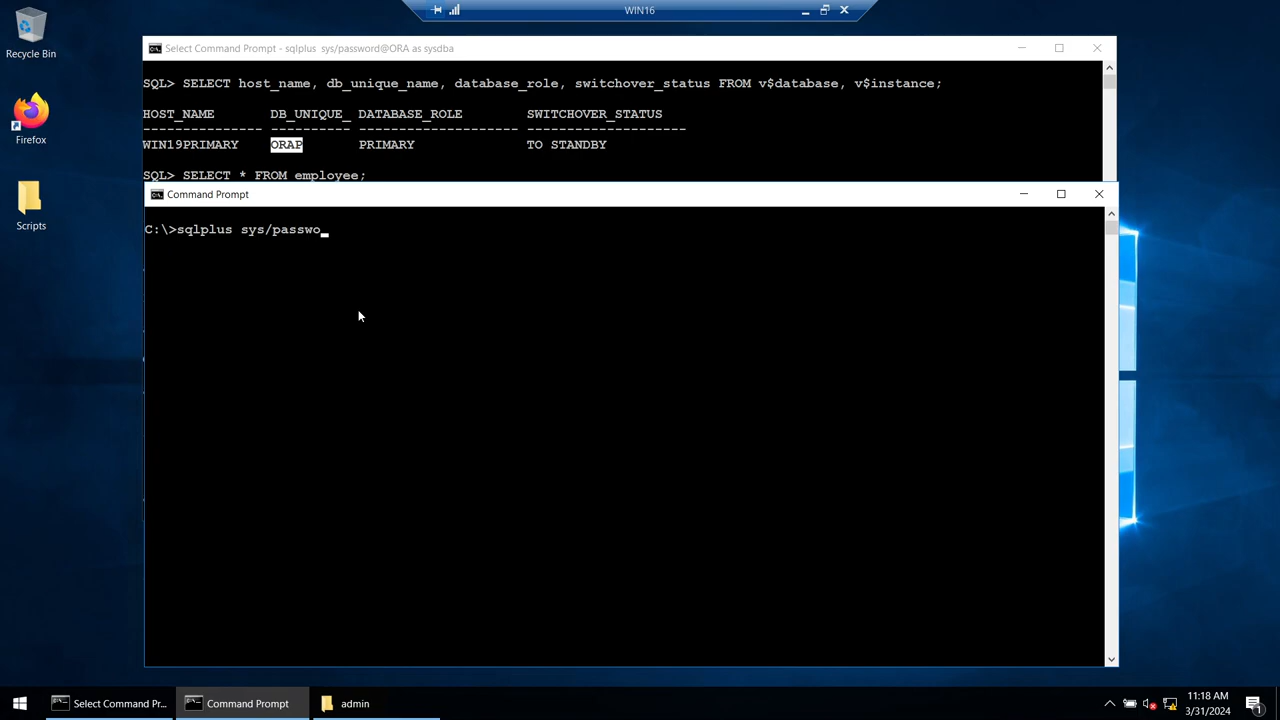 WIN16
Recycle Bin
Select Command Prompt - sqlplus  sys/password@ORA as sysdba
SQL> SELECT host_name, db_unique_name, database_role, switchover_status FROM v$database, v$instance;
HOST_NAME DB_UNIQUE_ DATABASE_ROLE SWITCHOVER_STATUS
--------------- ---------- -------------------- --------------------
WIN19PRIMARY ORAP PRIMARY TO STANDBY
SQL> SELECT * FROM employee;
Firefox
Command Prompt
Scripts
C:\>sqlplus sys/passwo_
Select Command Pr...
Command Prompt
admin
11:18 AM
3/31/2024
1